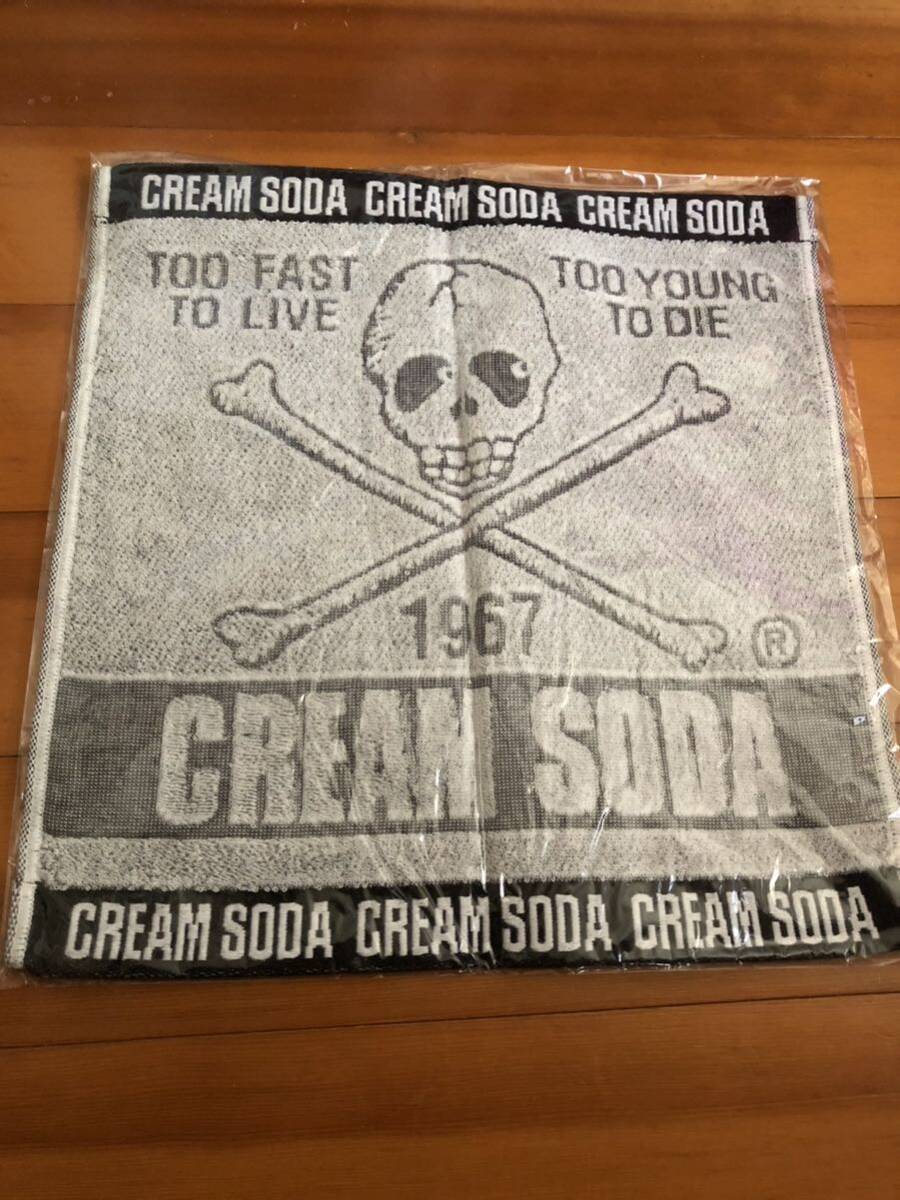 CREAM SODA CREAM SODA CREAM SODA
TOO FAST
TO LIVE
TOO YOUNG
TO DIE
1967
®
CREAM SODA
CREAM SODA CREAM SODA CREAM SODA